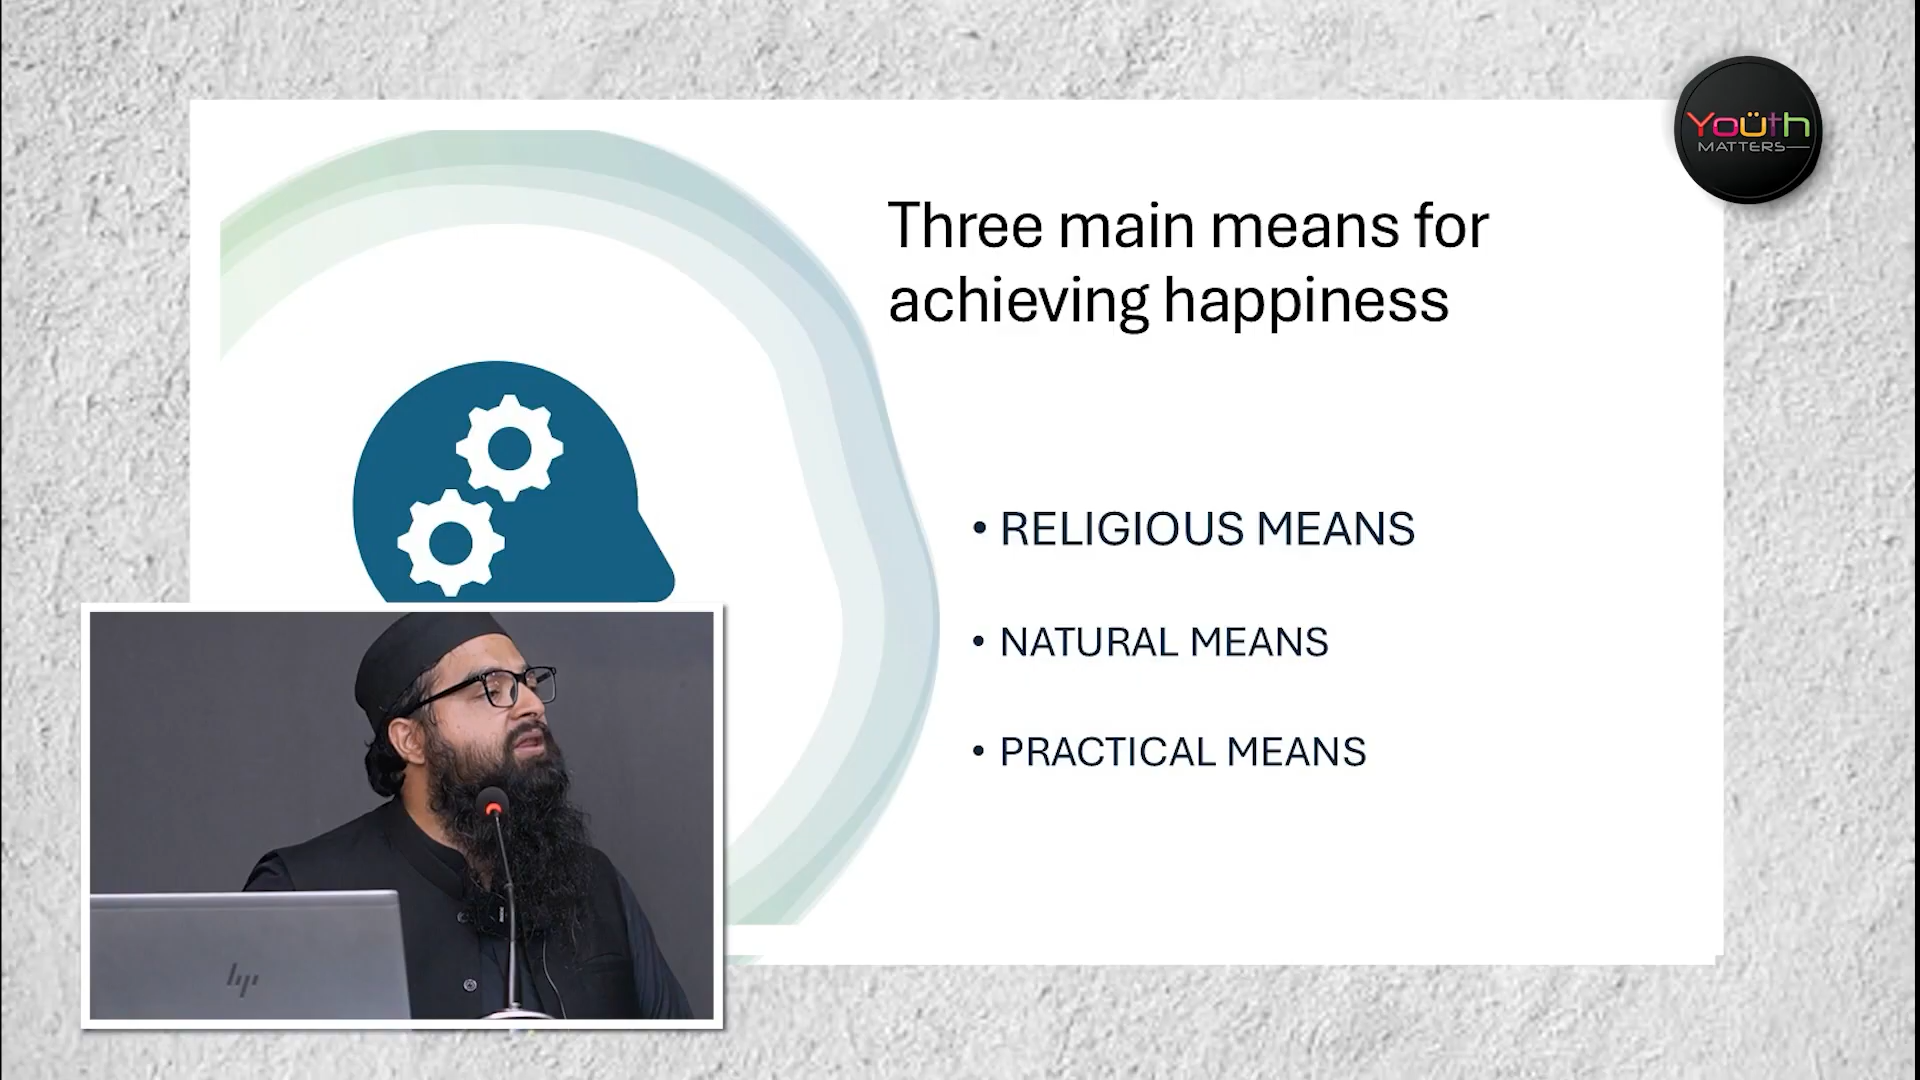 Yoüth
MATTERS
Three main means for
achieving happiness
• RELIGIOUS MEANS
• NATURAL MEANS
• PRACTICAL MEANS
hp